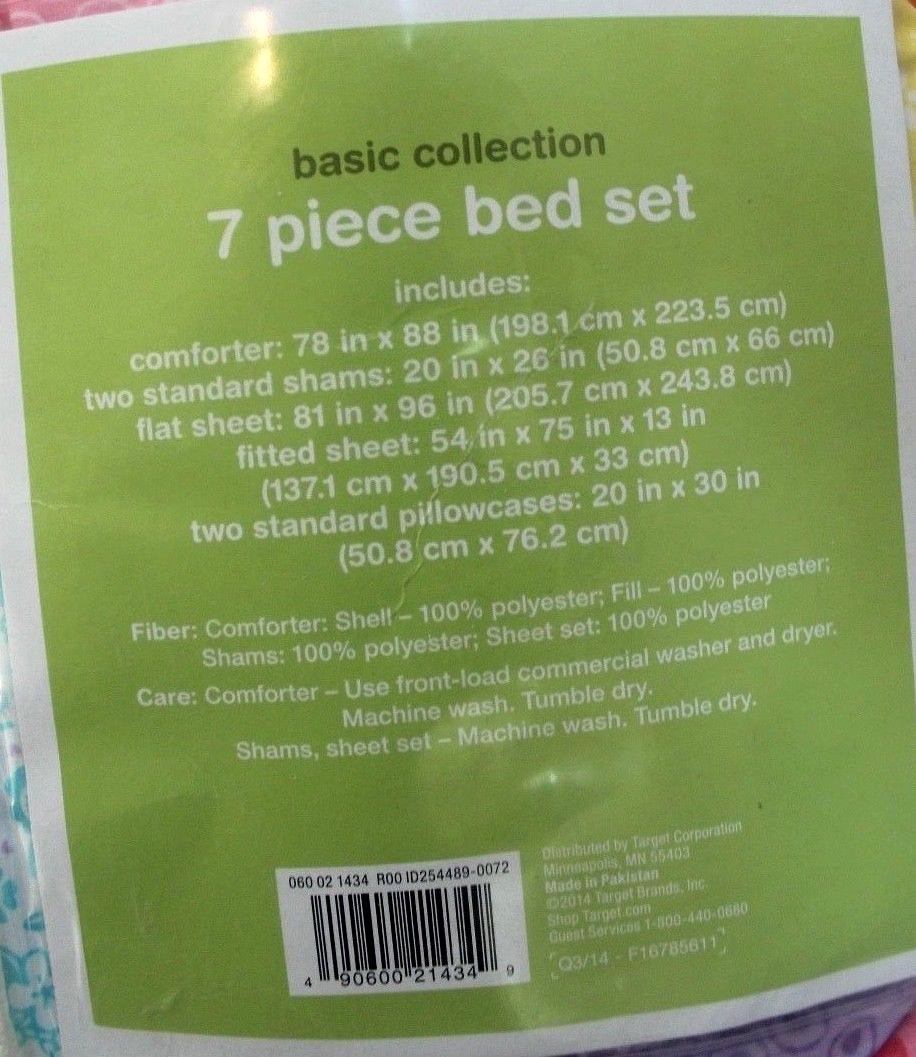 basic collection
7 piece bed set
includes:
comforter: 78 in x 88 in (198.1 cm x 223.5 cm)
two standard shams: 20 in x 26 in (50.8 cm x 66 cm)
flat sheet: 81 in x 96 in (205.7 cm x 243.8 cm)
fitted sheet: 54 in x 75 in x 13 in
(137.1 cm x 190.5 cm x 33 cm)
two standard pillowcases: 20 in x 30 in
(50.8 cm x 76.2 cm)
Fiber: Comforter: Shell – 100% polyester; Fill – 100% polyester;
Shams: 100% polyester; Sheet set: 100% polyester
Care: Comforter – Use front-load commercial washer and dryer.
Machine wash. Tumble dry.
Shams, sheet set – Machine wash. Tumble dry.
060 02 1434 R00 ID254489-0072
4 90600 21434 9
Distributed by Target Corporation
Minneapolis, MN 55403
Made in Pakistan
©2014 Target Brands, Inc.
Shop Target.com
Guest Services 1-800-440-0680
Q3/14 - F16785611